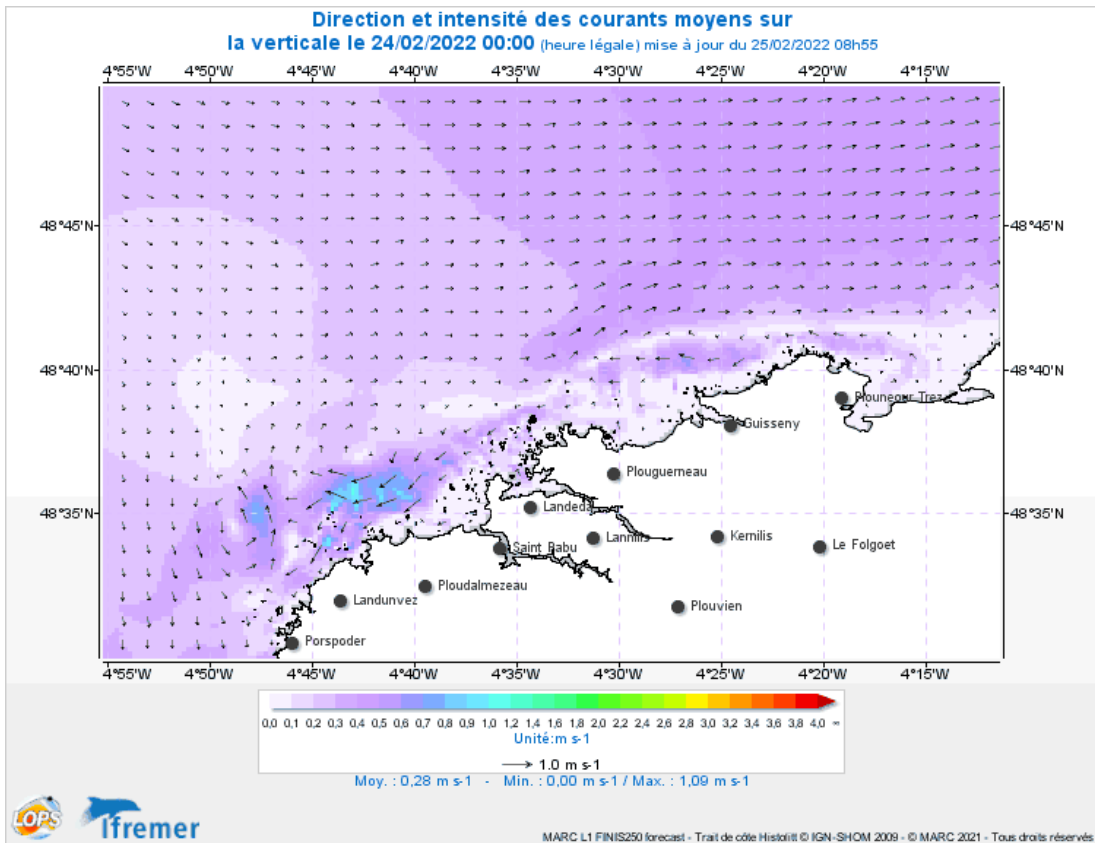 Direction et intensité des courants moyens sur
la verticale le 24/02/2022 00:00 (heure légale) mise à jour du 25/02/2022 08h55
4°55'W 4°50'W 4°45'W 4°40'W 4°35'W 4°30'W 4°25'W 4°20'W 4°15'W
48°45'N 48°45'N
48°40'N 48°40'N
Plouneour Trez
Guisseny
Plouguerneau
48°35'N 48°35'N
Landeda
Lannilis
Kernilis
Saint Pabu
Le Folgoet
Ploudalmezeau
Landunvez
Plouvien
Porspoder
4°55'W 4°50'W 4°45'W 4°40'W 4°35'W 4°30'W 4°25'W 4°20'W 4°15'W
0,0 0,1 0,2 0,3 0,4 0,5 0,6 0,7 0,8 0,9 1,0 1,2 1,4 1,6 1,8 2,0 2,2 2,4 2,6 2,8 3,0 3,2 3,4 3,6 3,8 4,0 ∞
Unité:m s-1
1.0 m s-1
Moy. : 0,28 m s-1 - Min. : 0,00 m s-1 / Max. : 1,09 m s-1
LOPS
Ifremer
MARC L1 FINIS250 forecast - Trait de côte Histolitt © IGN-SHOM 2009 - © MARC 2021 - Tous droits réservés